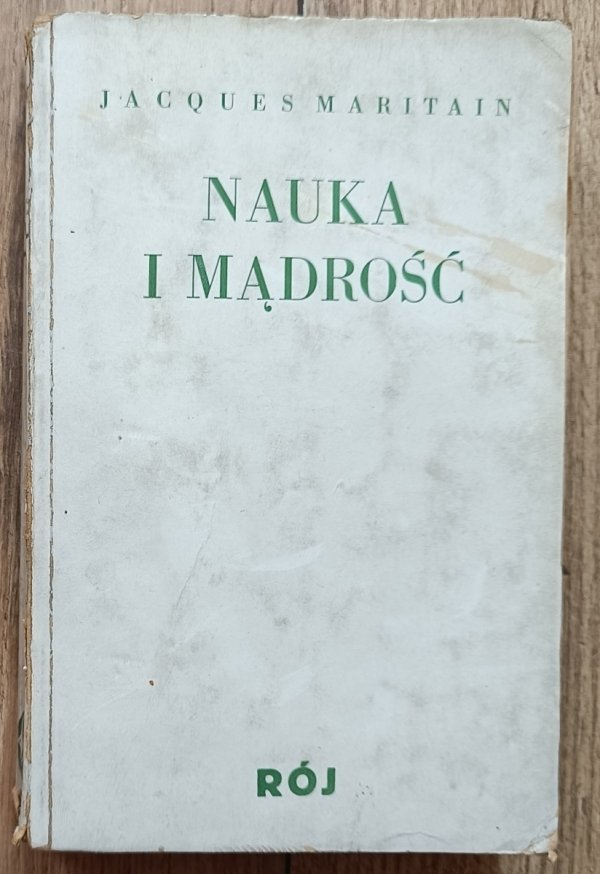 JACQUES MARITAIN
NAUKA
I MĄDROŚĆ
RÓJ